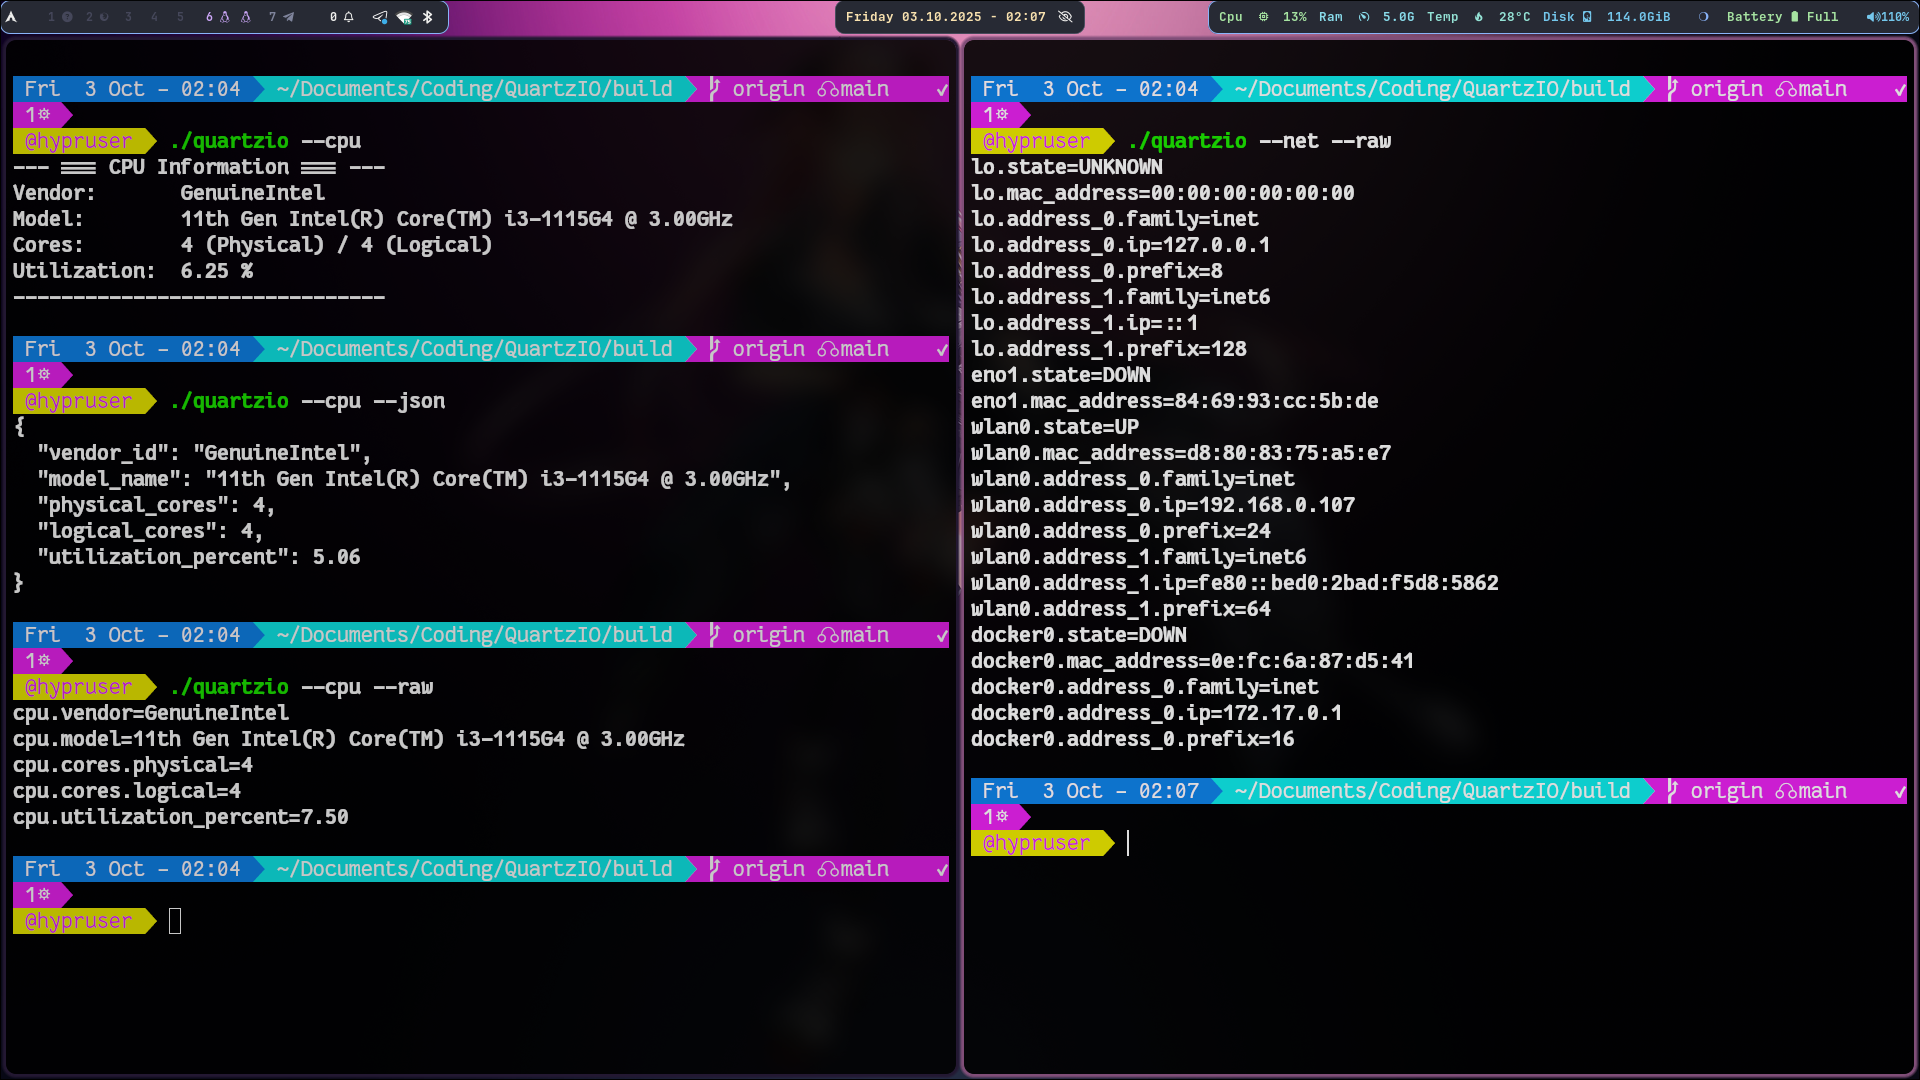 1 2 3 4 5 6 7 0
Friday 03.10.2025 - 02:07
Cpu 13% Ram 5.0G Temp 28°C Disk 114.0GiB Battery Full 110%
Fri 3 Oct - 02:04 ~/Documents/Coding/QuartzIO/build origin main ✓
1
@hypruser ./quartzio --cpu
--- === CPU Information === ---
Vendor: GenuineIntel
Model: 11th Gen Intel(R) Core(TM) i3-1115G4 @ 3.00GHz
Cores: 4 (Physical) / 4 (Logical)
Utilization: 6.25 %
-------------------------------
Fri 3 Oct - 02:04 ~/Documents/Coding/QuartzIO/build origin main ✓
1
@hypruser ./quartzio --cpu --json
{
"vendor_id": "GenuineIntel",
"model_name": "11th Gen Intel(R) Core(TM) i3-1115G4 @ 3.00GHz",
"physical_cores": 4,
"logical_cores": 4,
"utilization_percent": 5.06
}
Fri 3 Oct - 02:04 ~/Documents/Coding/QuartzIO/build origin main ✓
1
@hypruser ./quartzio --cpu --raw
cpu.vendor=GenuineIntel
cpu.model=11th Gen Intel(R) Core(TM) i3-1115G4 @ 3.00GHz
cpu.cores.physical=4
cpu.cores.logical=4
cpu.utilization_percent=7.50
Fri 3 Oct - 02:04 ~/Documents/Coding/QuartzIO/build origin main ✓
1
@hypruser
Fri 3 Oct - 02:04 ~/Documents/Coding/QuartzIO/build origin main ✓
1
@hypruser ./quartzio --net --raw
lo.state=UNKNOWN
lo.mac_address=00:00:00:00:00:00
lo.address_0.family=inet
lo.address_0.ip=127.0.0.1
lo.address_0.prefix=8
lo.address_1.family=inet6
lo.address_1.ip=::1
lo.address_1.prefix=128
eno1.state=DOWN
eno1.mac_address=84:69:93:cc:5b:de
wlan0.state=UP
wlan0.mac_address=d8:80:83:75:a5:e7
wlan0.address_0.family=inet
wlan0.address_0.ip=192.168.0.107
wlan0.address_0.prefix=24
wlan0.address_1.family=inet6
wlan0.address_1.ip=fe80::bed0:2bad:f5d8:5862
wlan0.address_1.prefix=64
docker0.state=DOWN
docker0.mac_address=0e:fc:6a:87:d5:41
docker0.address_0.family=inet
docker0.address_0.ip=172.17.0.1
docker0.address_0.prefix=16
Fri 3 Oct - 02:07 ~/Documents/Coding/QuartzIO/build origin main ✓
1
@hypruser